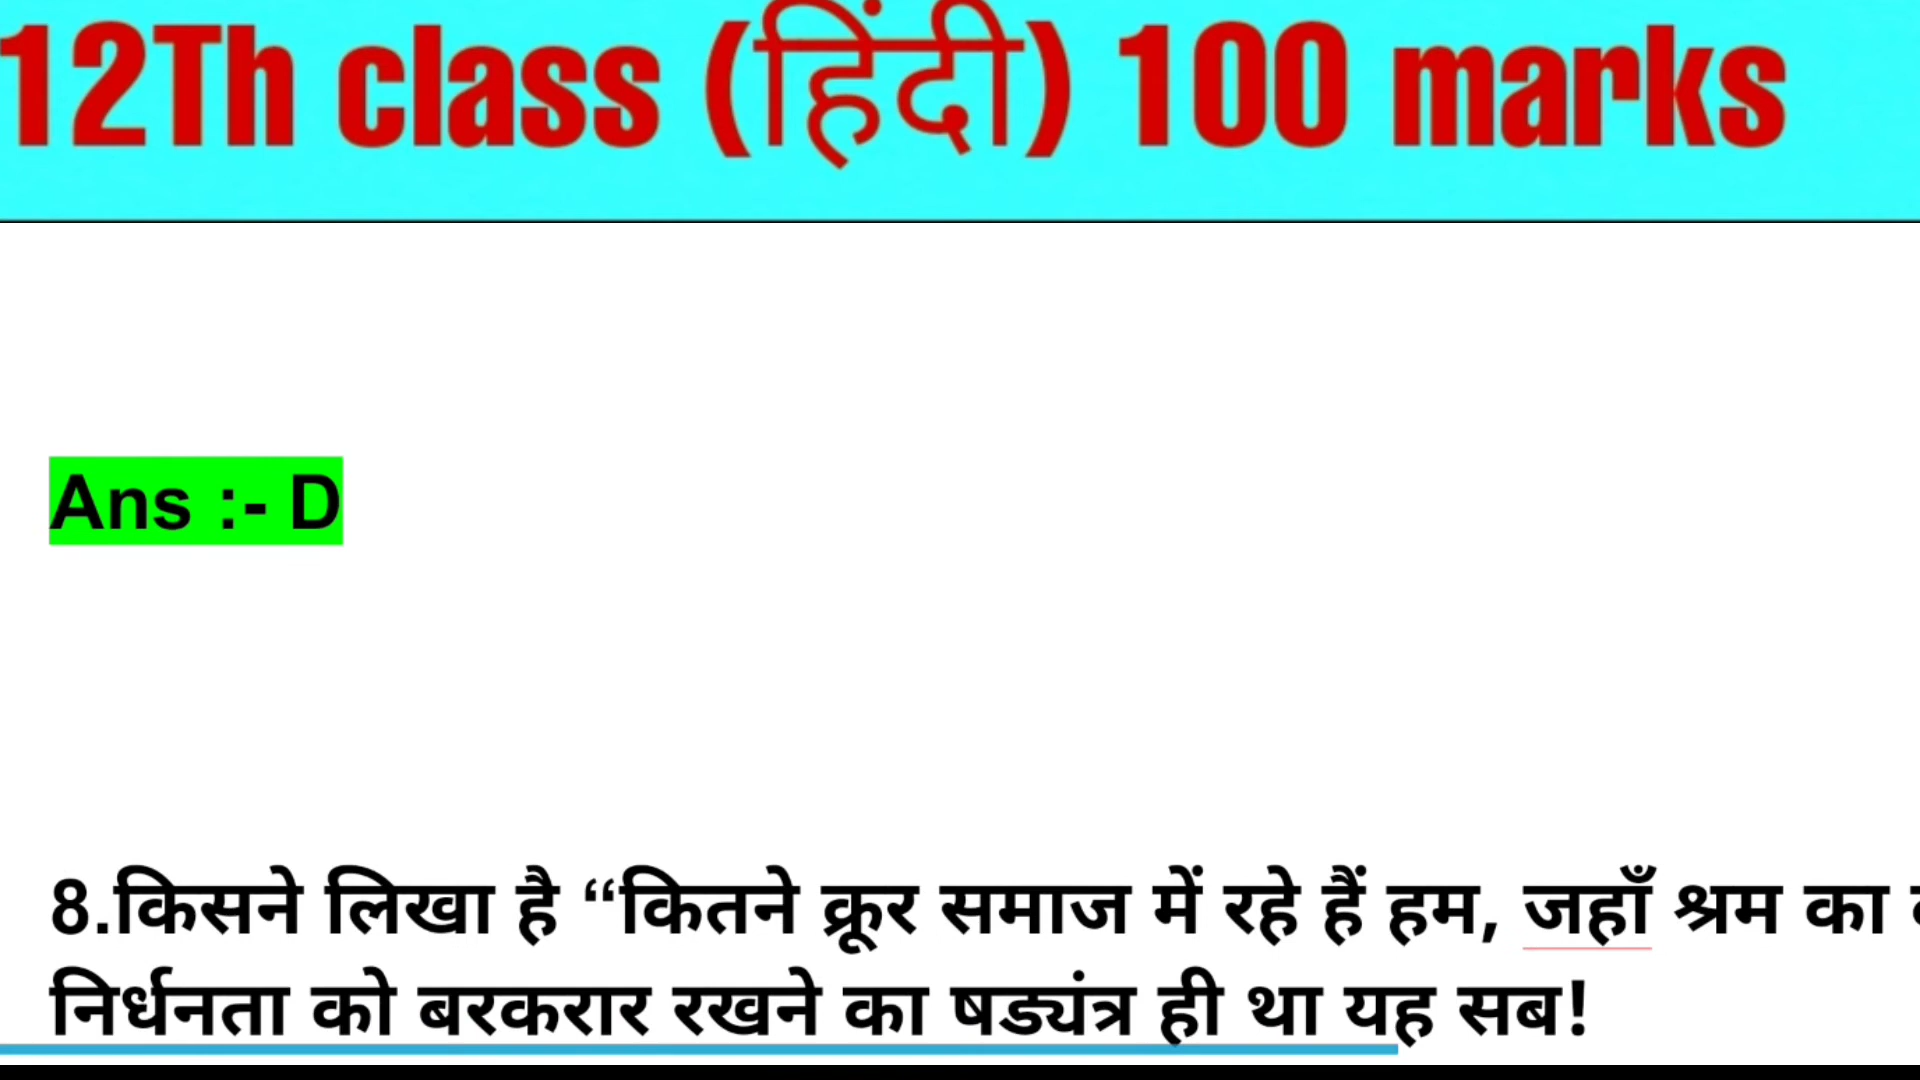 12Th class (हिंदी) 100 marks
Ans :- D
8.किसने लिखा है “कितने क्रूर समाज में रहे हैं हम, जहाँ श्रम का
निर्धनता को बरकरार रखने का षड्यंत्र ही था यह सब!